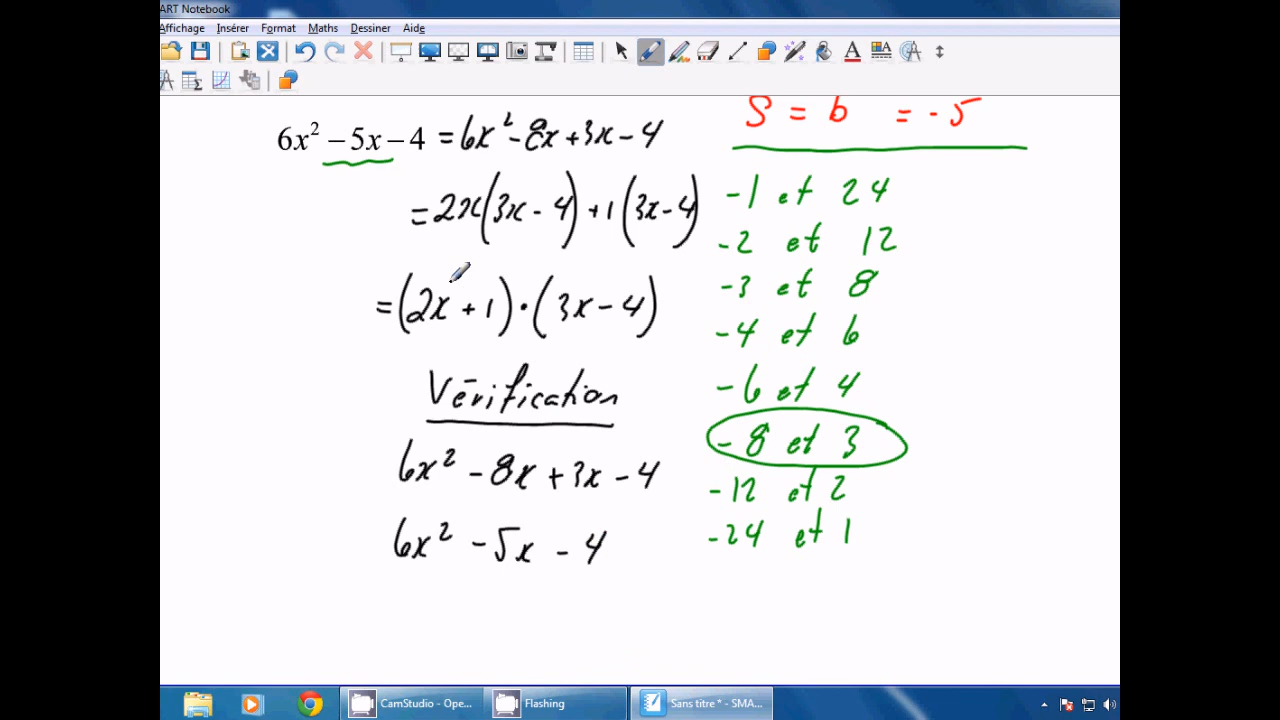 ART Notebook
Affichage Insérer Format Maths Dessiner Aide
S = b = -5
6x² − 5x − 4 = 6x² - 8x + 3x - 4
= 2x(3x - 4) + 1(3x - 4)
= (2x + 1) · (3x - 4)
Vérification
6x² - 8x + 3x - 4
6x² - 5x - 4
-1 et 24
-2 et 12
-3 et 8
-4 et 6
-6 et 4
-8 et 3
-12 et 2
-24 et 1
CamStudio - Ope... Flashing Sans titre * - SMA...